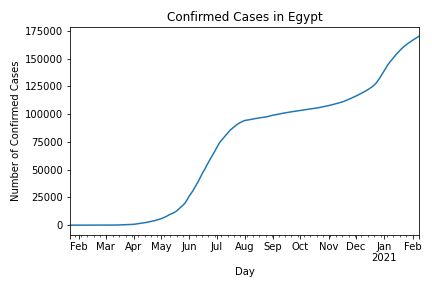 Confirmed Cases in Egypt
Number of Confirmed Cases
175000
150000
125000
100000
75000
50000
25000
0
Feb Mar Apr May Jun Jul Aug Sep Oct Nov Dec Jan Feb
2021
Day